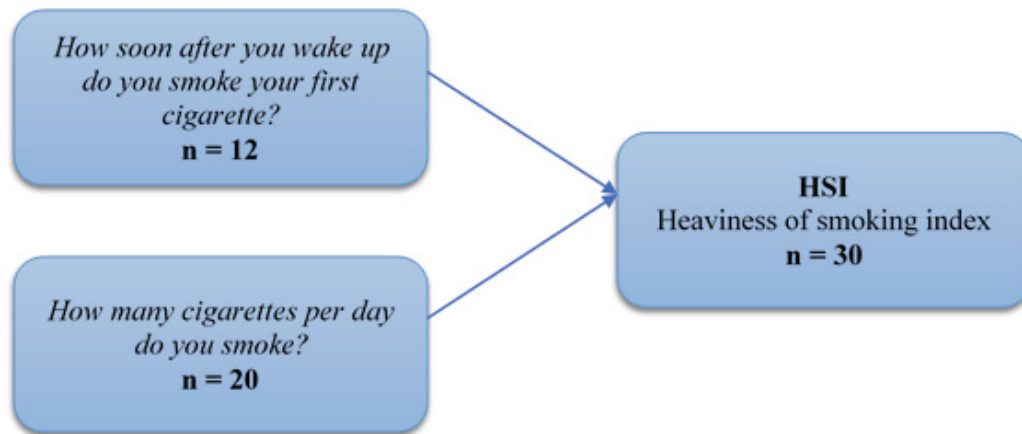 How soon after you wake up
do you smoke your first
cigarette?
n = 12
How many cigarettes per day
do you smoke?
n = 20
HSI
Heaviness of smoking index
n = 30